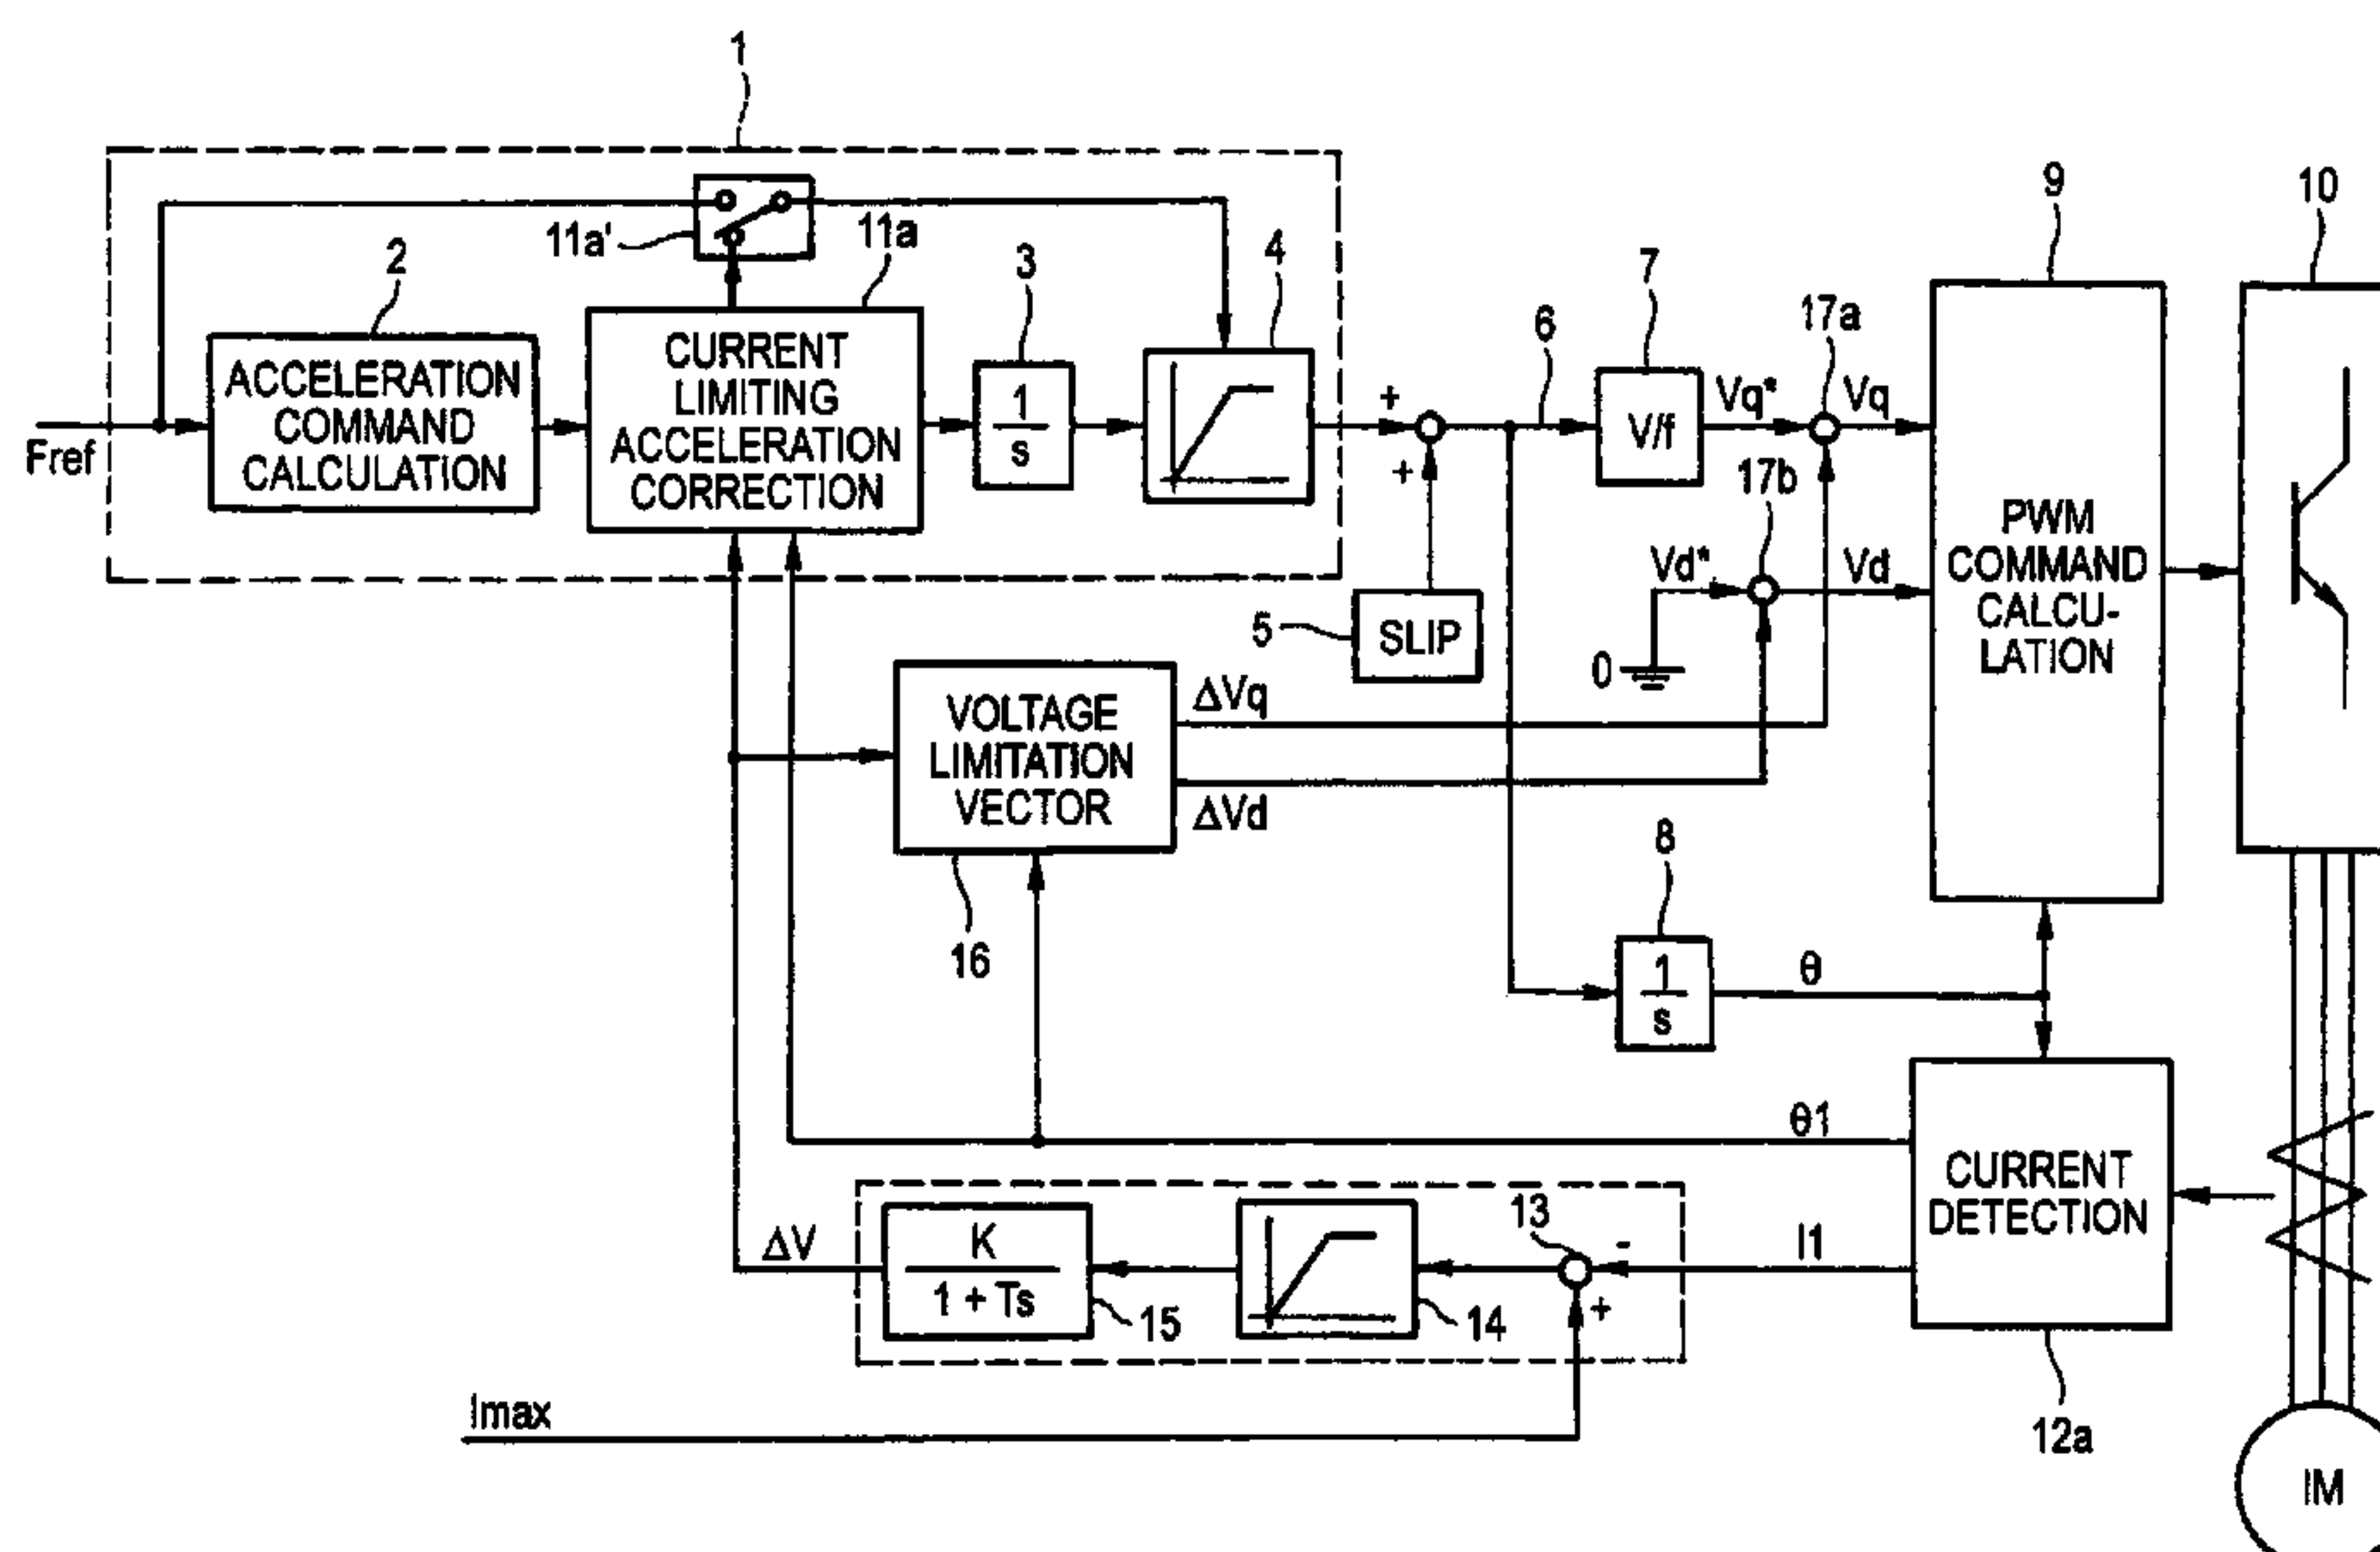 1
11a'
11a
2
3
4
7
9
10
6
17a
ACCELERATION
COMMAND
CALCULATION
CURRENT
LIMITING
ACCELERATION
CORRECTION
1
s
Fref
+
+
V/f
Vq*
Vq
17b
PWM
COMMAND
CALCU-
LATION
Vd*
Vd
5
SLIP
0
VOLTAGE
LIMITATION
VECTOR
ΔVq
ΔVd
16
8
1
s
θ
θ1
CURRENT
DETECTION
13
-
I1
+
ΔV
K
1 + Ts
15
14
Imax
12a
IM